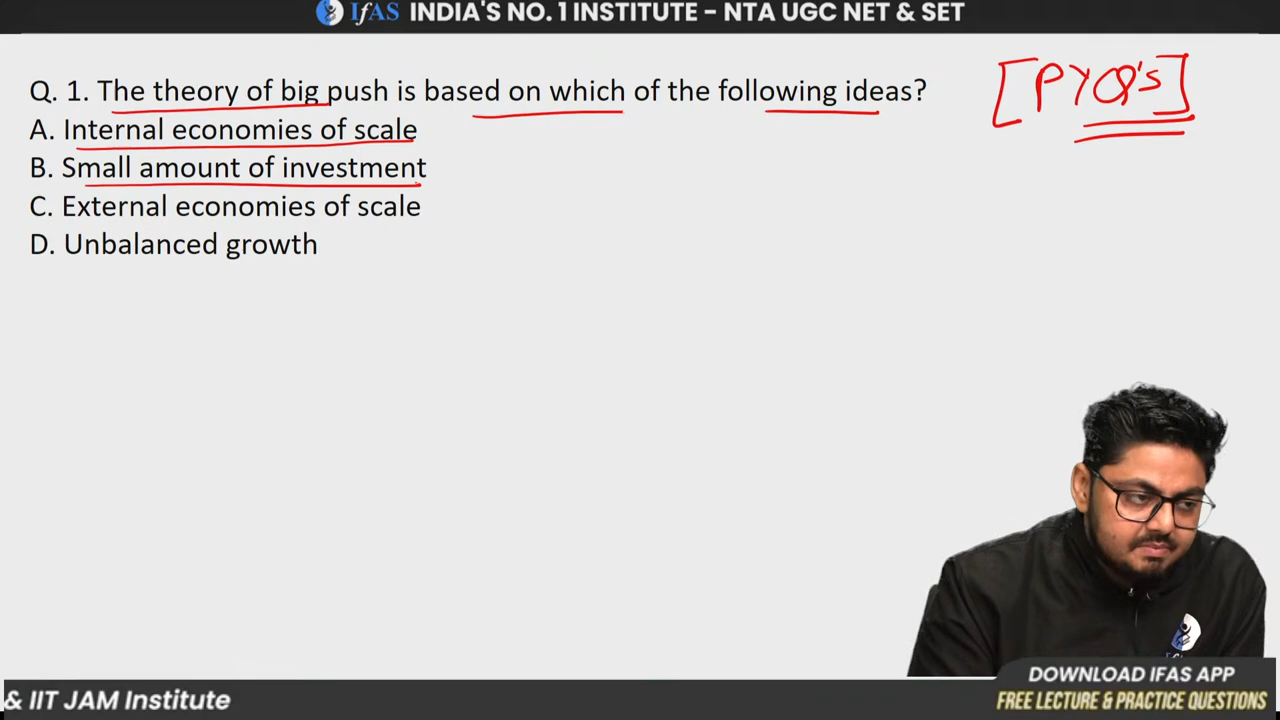 IfAS INDIA'S NO. 1 INSTITUTE - NTA UGC NET & SET
[PYQ's]
Q. 1. The theory of big push is based on which of the following ideas?
A. Internal economies of scale
B. Small amount of investment
C. External economies of scale
D. Unbalanced growth
DOWNLOAD IFAS APP
& IIT JAM Institute
FREE LECTURE & PRACTICE QUESTIONS